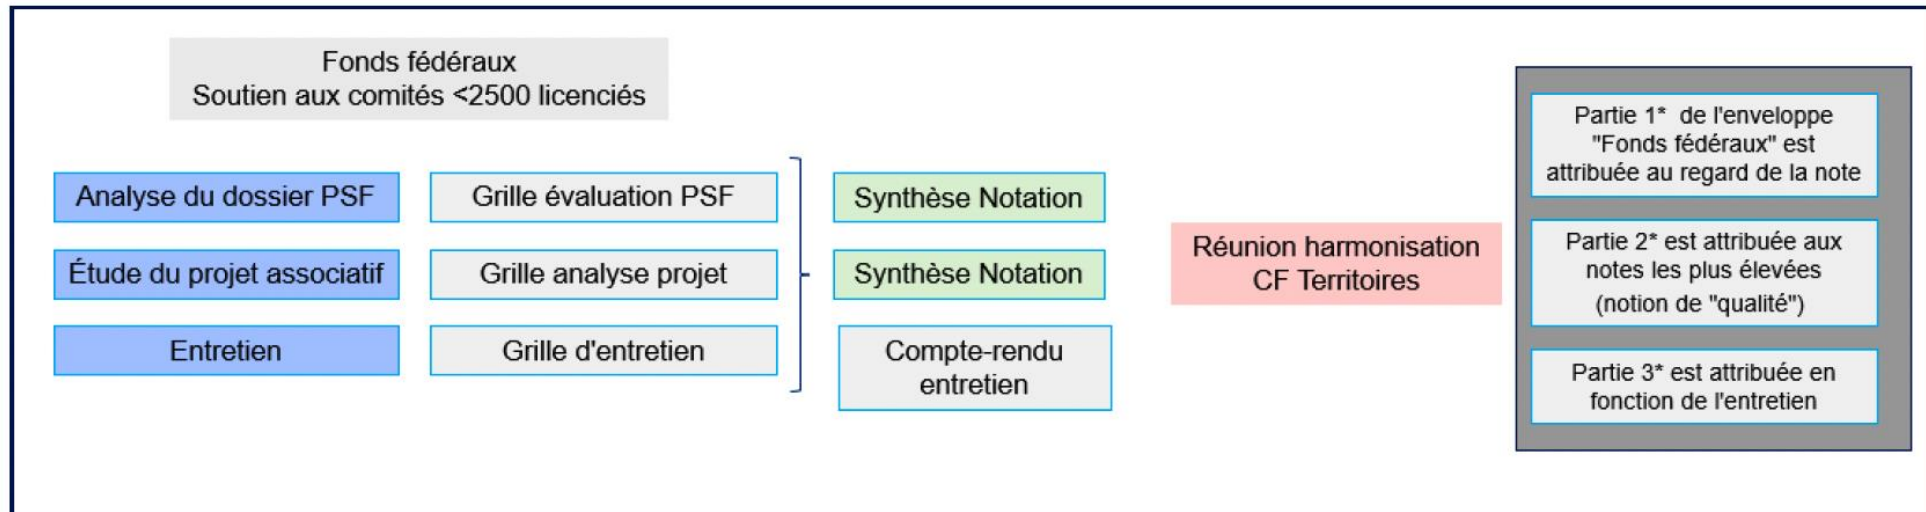 Fonds fédéraux
Soutien aux comités <2500 licenciés
Analyse du dossier PSF
Grille évaluation PSF
Synthèse Notation
Étude du projet associatif
Grille analyse projet
Synthèse Notation
Entretien
Grille d'entretien
Compte-rendu
entretien
Réunion harmonisation
CF Territoires
Partie 1* de l'enveloppe
"Fonds fédéraux" est
attribuée au regard de la note
Partie 2* est attribuée aux
notes les plus élevées
(notion de "qualité")
Partie 3* est attribuée en
fonction de l'entretien